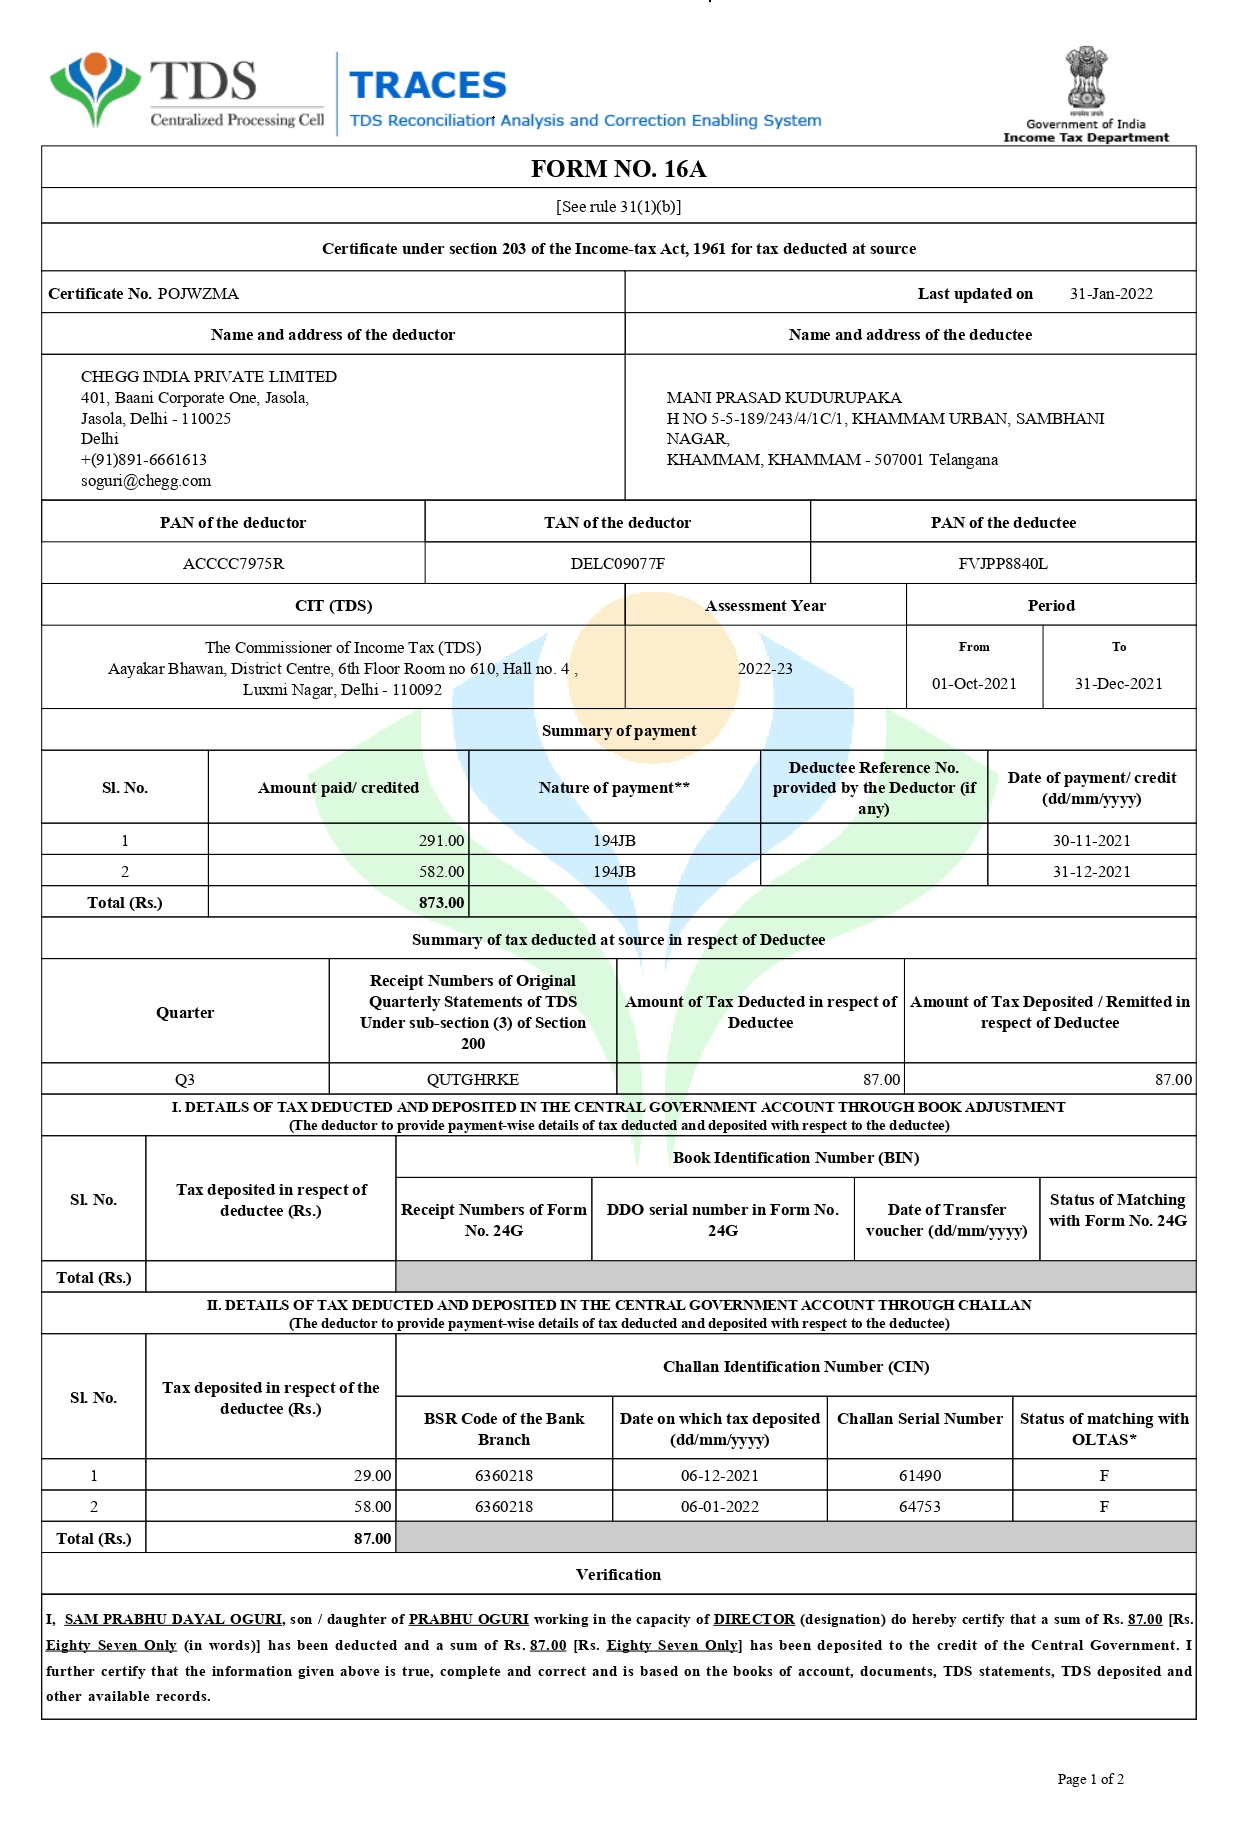 TDS
Centralized Processing Cell
TRACES
TDS Reconciliation Analysis and Correction Enabling System
सत्यमेव जयते
Government of India
Income Tax Department
FORM NO. 16A
[See rule 31(1)(b)]
Certificate under section 203 of the Income-tax Act, 1961 for tax deducted at source
Certificate No. POJWZMA
Last updated on 31-Jan-2022
Name and address of the deductor
Name and address of the deductee
CHEGG INDIA PRIVATE LIMITED
401, Baani Corporate One, Jasola,
Jasola, Delhi - 110025
Delhi
+(91)891-6661613
soguri@chegg.com
MANI PRASAD KUDURUPAKA
H NO 5-5-189/243/4/1C/1, KHAMMAM URBAN, SAMBHANI
NAGAR,
KHAMMAM, KHAMMAM - 507001 Telangana
PAN of the deductor
TAN of the deductor
PAN of the deductee
ACCCC7975R
DELC09077F
FVJPP8840L
CIT (TDS)
Assessment Year
Period
The Commissioner of Income Tax (TDS)
Aayakar Bhawan, District Centre, 6th Floor Room no 610, Hall no. 4 ,
Luxmi Nagar, Delhi - 110092
2022-23
From
01-Oct-2021
To
31-Dec-2021
Summary of payment
Sl. No.
Amount paid/ credited
Nature of payment**
Deductee Reference No.
provided by the Deductor (if
any)
Date of payment/ credit
(dd/mm/yyyy)
1 291.00 194JB 30-11-2021
2 582.00 194JB 31-12-2021
Total (Rs.) 873.00
Summary of tax deducted at source in respect of Deductee
Quarter
Receipt Numbers of Original
Quarterly Statements of TDS
Under sub-section (3) of Section
200
Amount of Tax Deducted in respect of
Deductee
Amount of Tax Deposited / Remitted in
respect of Deductee
Q3 QUTGHRKE 87.00 87.00
I. DETAILS OF TAX DEDUCTED AND DEPOSITED IN THE CENTRAL GOVERNMENT ACCOUNT THROUGH BOOK ADJUSTMENT
(The deductor to provide payment-wise details of tax deducted and deposited with respect to the deductee)
Sl. No.
Tax deposited in respect of
deductee (Rs.)
Book Identification Number (BIN)
Receipt Numbers of Form
No. 24G
DDO serial number in Form No.
24G
Date of Transfer
voucher (dd/mm/yyyy)
Status of Matching
with Form No. 24G
Total (Rs.)
II. DETAILS OF TAX DEDUCTED AND DEPOSITED IN THE CENTRAL GOVERNMENT ACCOUNT THROUGH CHALLAN
(The deductor to provide payment-wise details of tax deducted and deposited with respect to the deductee)
Sl. No.
Tax deposited in respect of the
deductee (Rs.)
Challan Identification Number (CIN)
BSR Code of the Bank
Branch
Date on which tax deposited
(dd/mm/yyyy)
Challan Serial Number
Status of matching with
OLTAS*
1 29.00 6360218 06-12-2021 61490 F
2 58.00 6360218 06-01-2022 64753 F
Total (Rs.) 87.00
Verification
I, SAM PRABHU DAYAL OGURI, son / daughter of PRABHU OGURI working in the capacity of DIRECTOR (designation) do hereby certify that a sum of Rs. 87.00 [Rs.
Eighty Seven Only (in words)] has been deducted and a sum of Rs. 87.00 [Rs. Eighty Seven Only] has been deposited to the credit of the Central Government. I
further certify that the information given above is true, complete and correct and is based on the books of account, documents, TDS statements, TDS deposited and
other available records.
Page 1 of 2